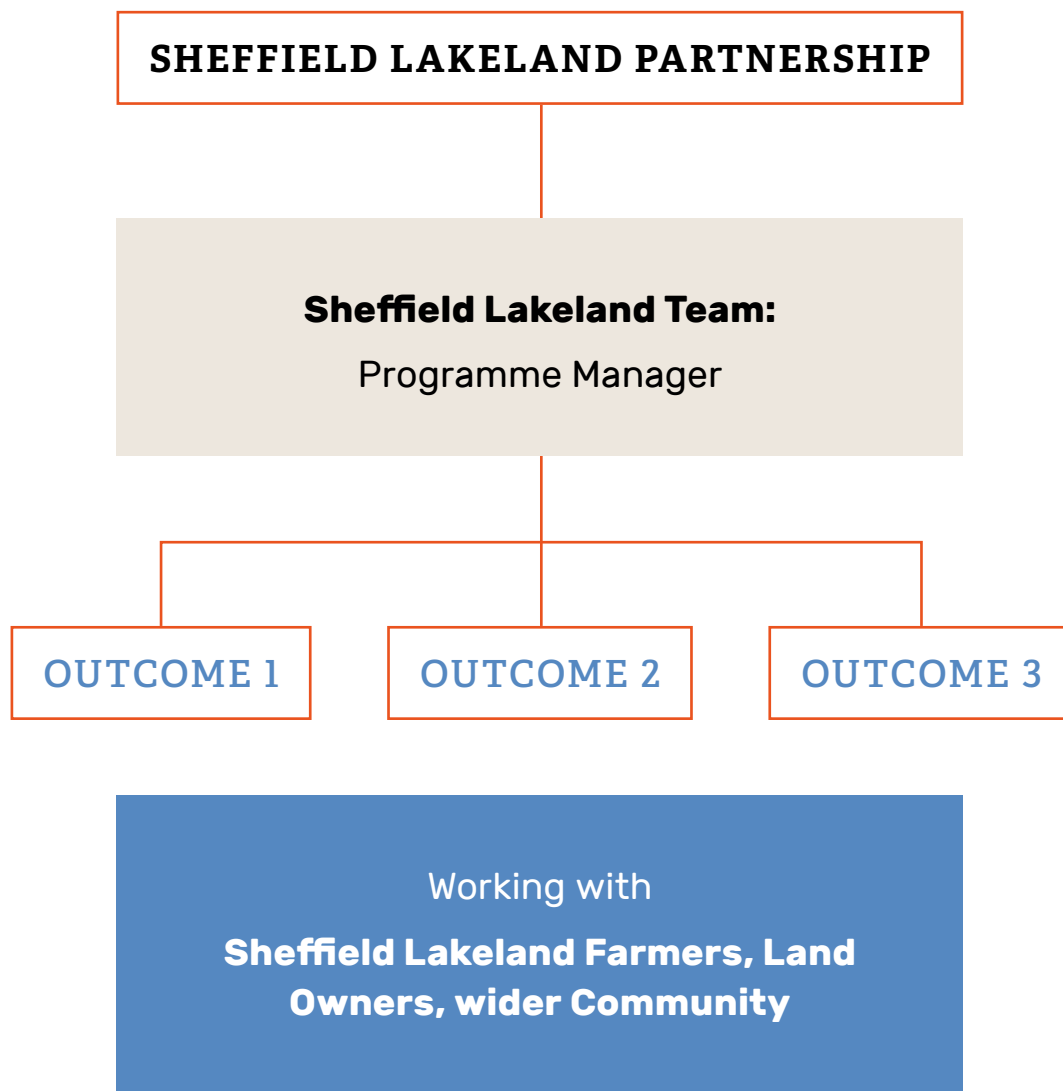 SHEFFIELD LAKELAND PARTNERSHIP
Sheffield Lakeland Team:
Programme Manager
OUTCOME 1
OUTCOME 2
OUTCOME 3
Working with
Sheffield Lakeland Farmers, Land
Owners, wider Community